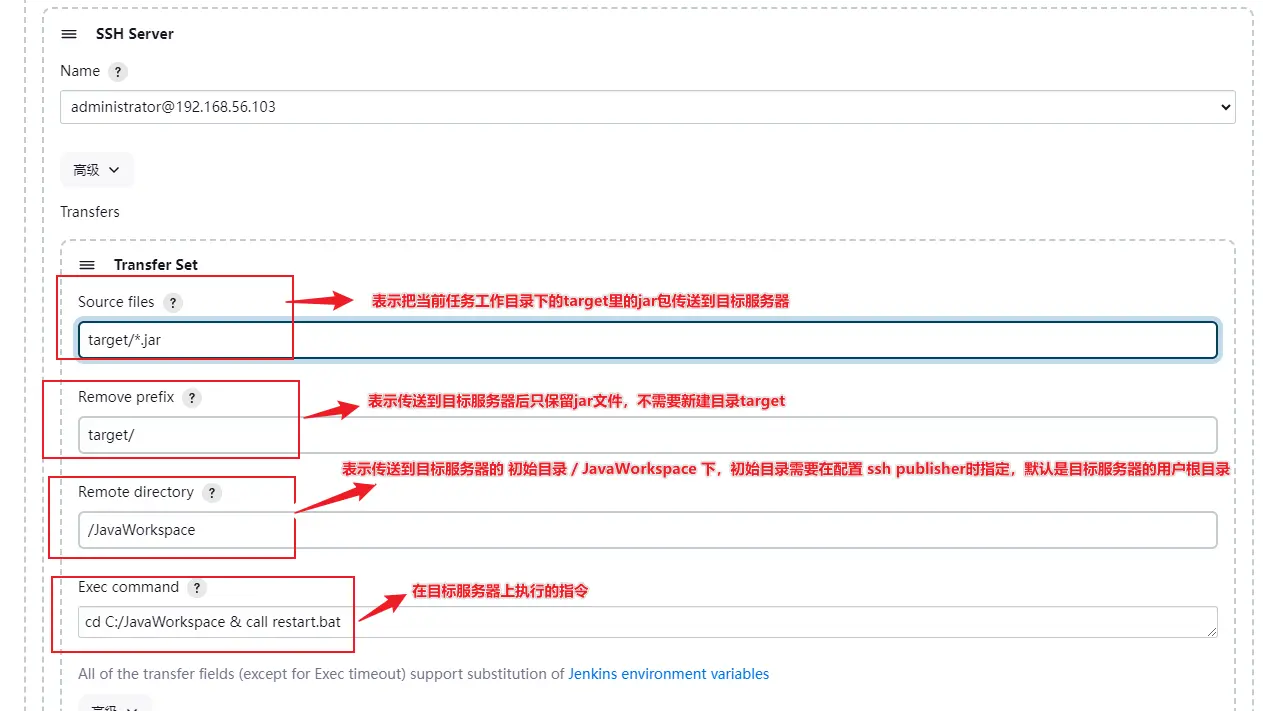 SSH Server
Name ?
administrator@192.168.56.103
高级
Transfers
Transfer Set
Source files ?
表示把当前任务工作目录下的target里的jar包传送到目标服务器
target/*.jar
Remove prefix ?
表示传送到目标服务器后只保留jar文件，不需要新建目录target
target/
表示传送到目标服务器的 初始目录 / JavaWorkspace 下，初始目录需要在配置 ssh publisher时指定，默认是目标服务器的用户根目录
Remote directory ?
/JavaWorkspace
Exec command ?
在目标服务器上执行的指令
cd C:/JavaWorkspace & call restart.bat
All of the transfer fields (except for Exec timeout) support substitution of Jenkins environment variables
高级